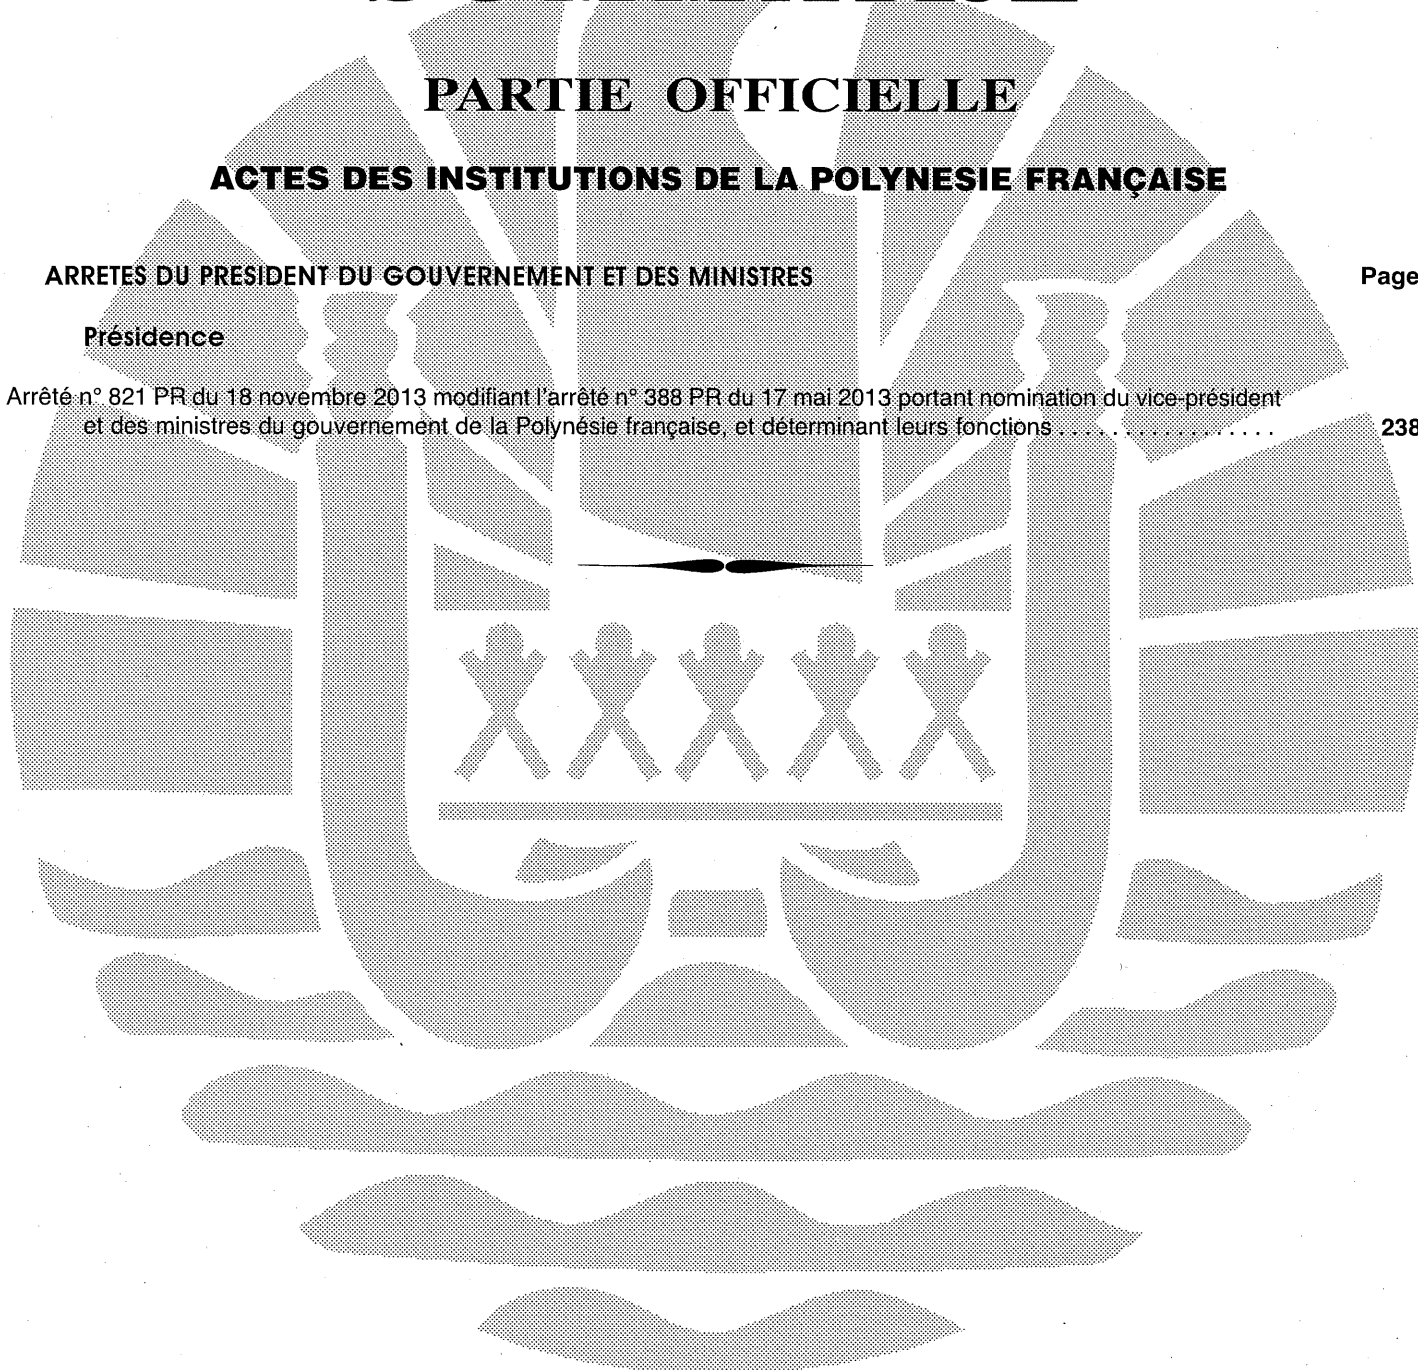 PARTIE OFFICIELLE
ACTES DES INSTITUTIONS DE LA POLYNESIE FRANÇAISE
ARRETES DU PRESIDENT DU GOUVERNEMENT ET DES MINISTRES Page
Présidence
Arrêté n° 821 PR du 18 novembre 2013 modifiant l'arrêté n° 388 PR du 17 mai 2013 portant nomination du vice-président
et des ministres du gouvernement de la Polynésie française, et déterminant leurs fonctions . . . . . . . . . . . . . . . . . 238